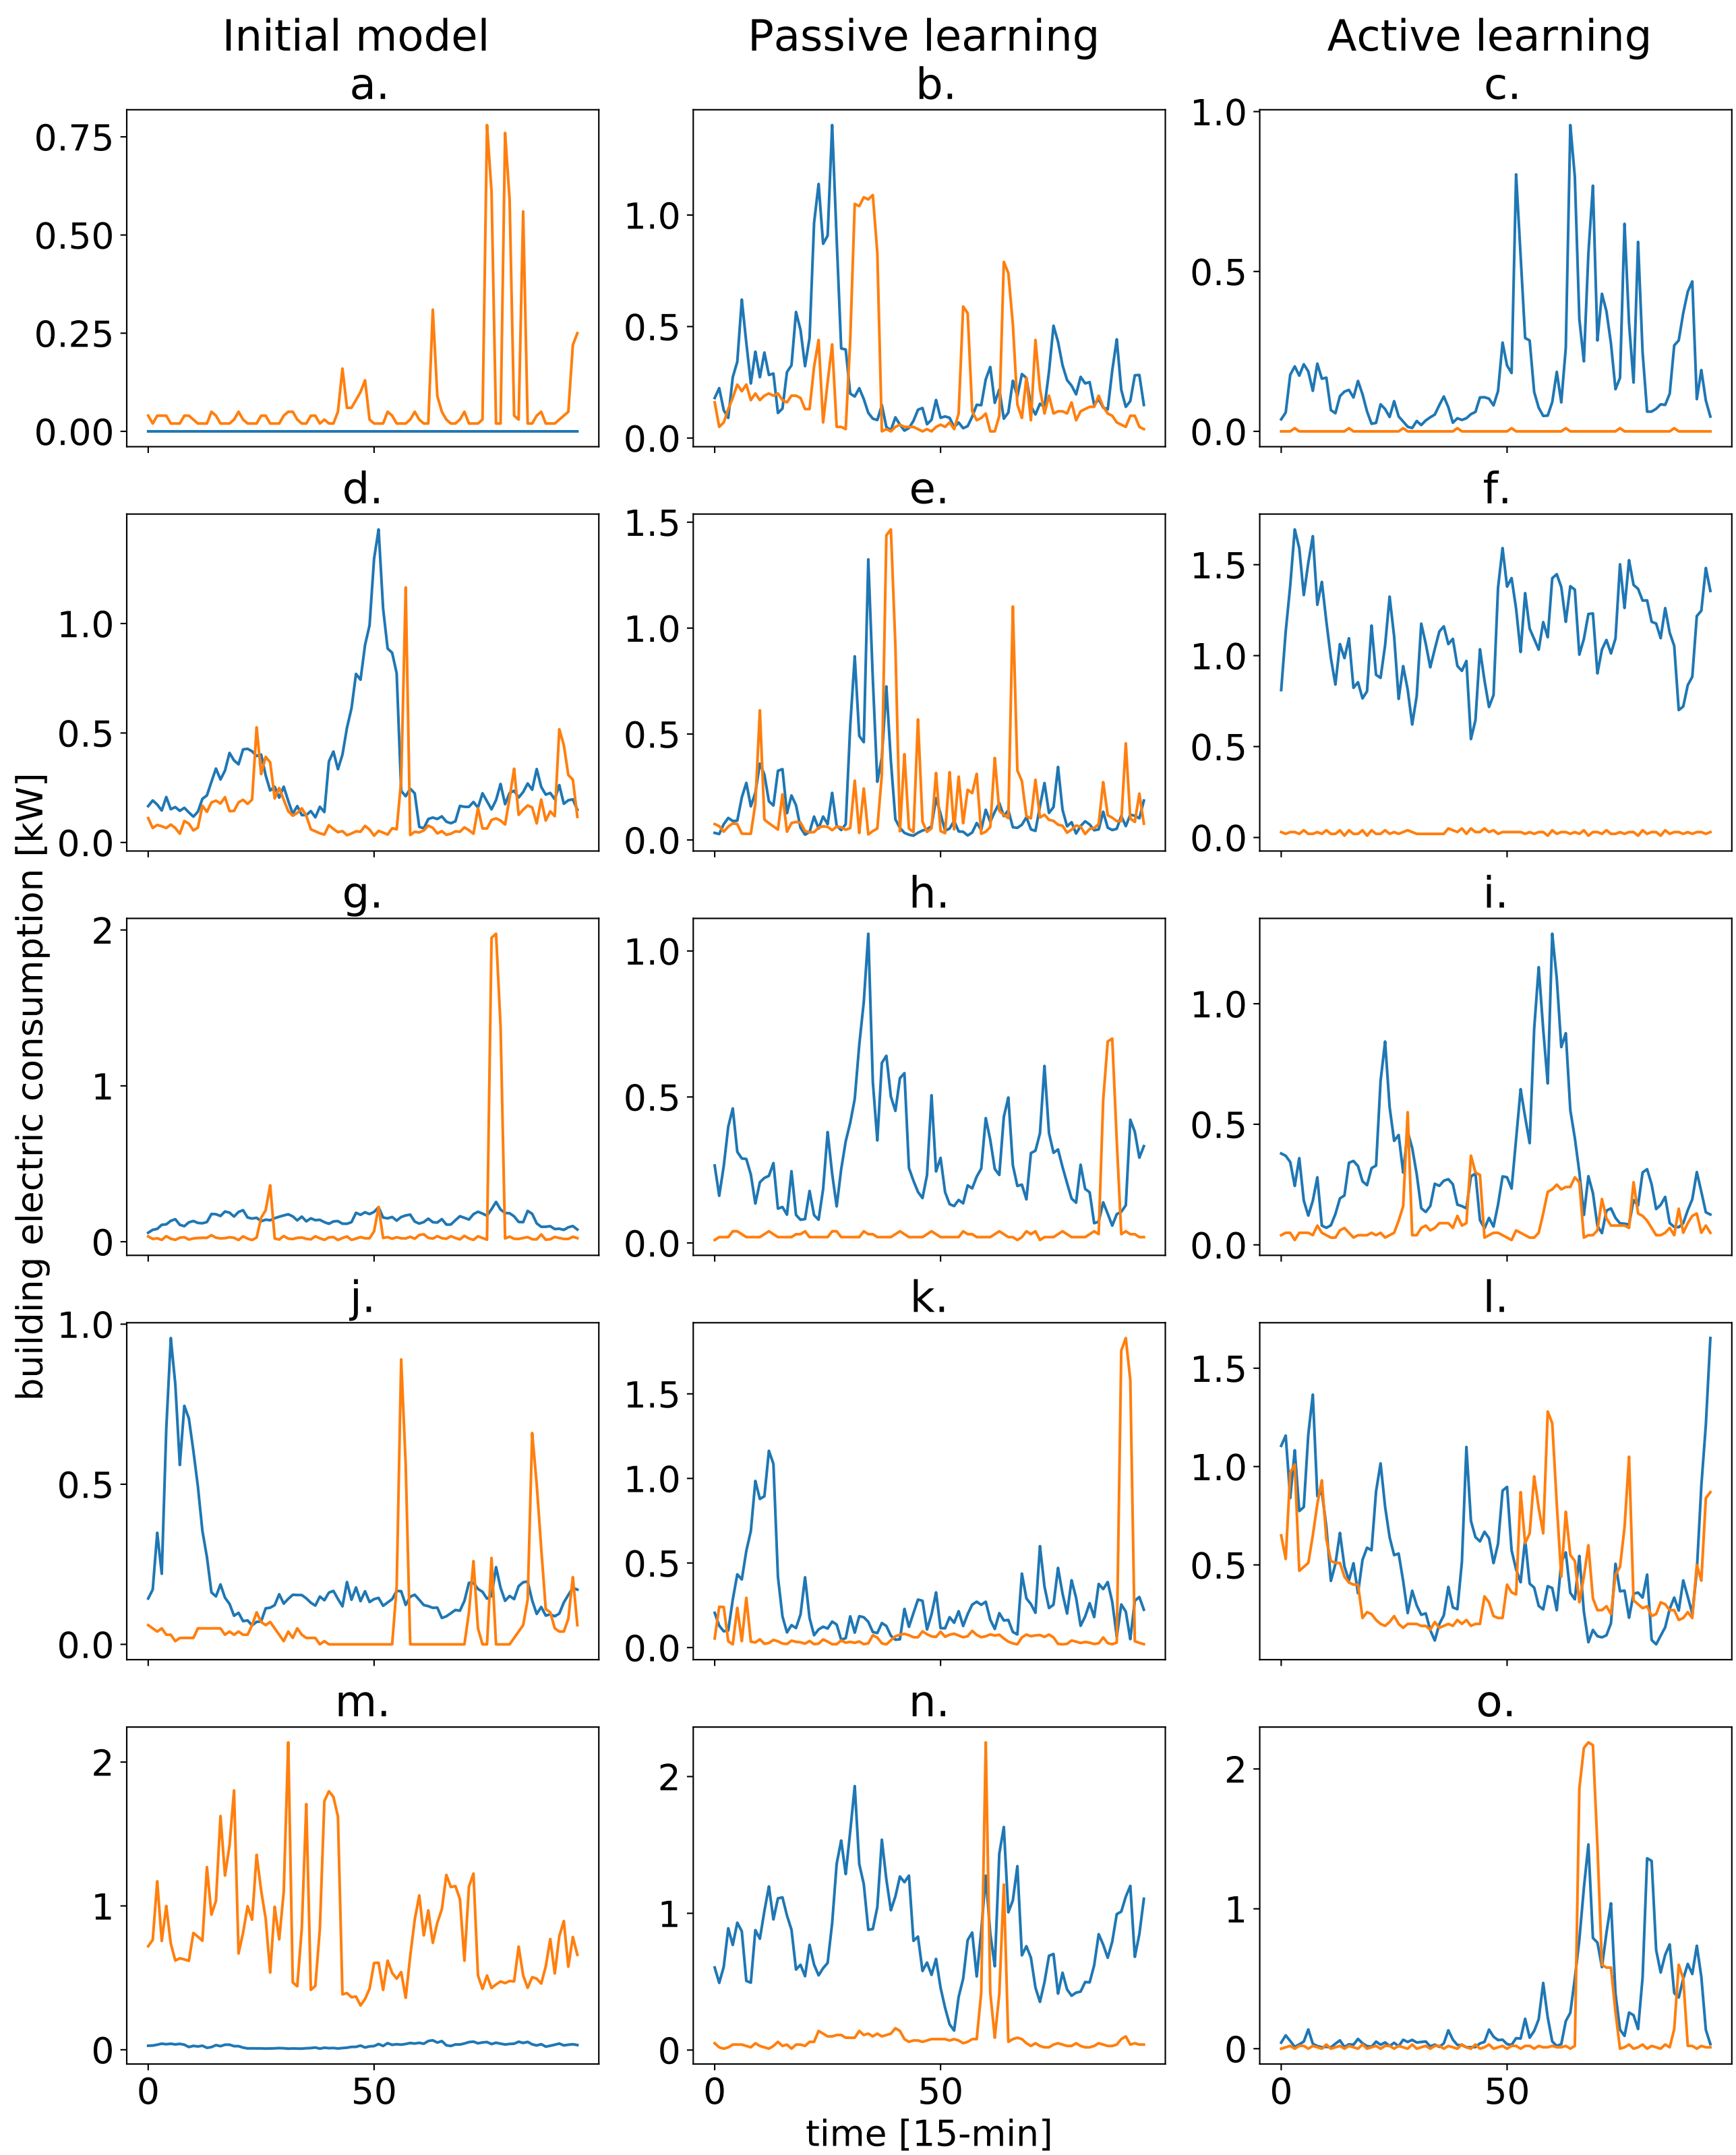 Initial model Passive learning Active learning
a. b. c.
0.75 1.0 1.0
0.50 0.5 0.5
0.25 0.0 0.0
0.00
d. e. f.
1.0 1.5 1.5
0.5 1.0 1.0
0.0 0.5 0.5
0.0 0.0
building electric consumption [kW]
g. h. i.
2 1.0 1.0
1 0.5 0.5
0 0.0 0.0
j. k. l.
1.0 1.5 1.5
0.5 1.0 1.0
0.0 0.5 0.5
0.0
m. n. o.
2 2 2
1 1 1
0 0 0
0 50 0 50 0 50
time [15-min]